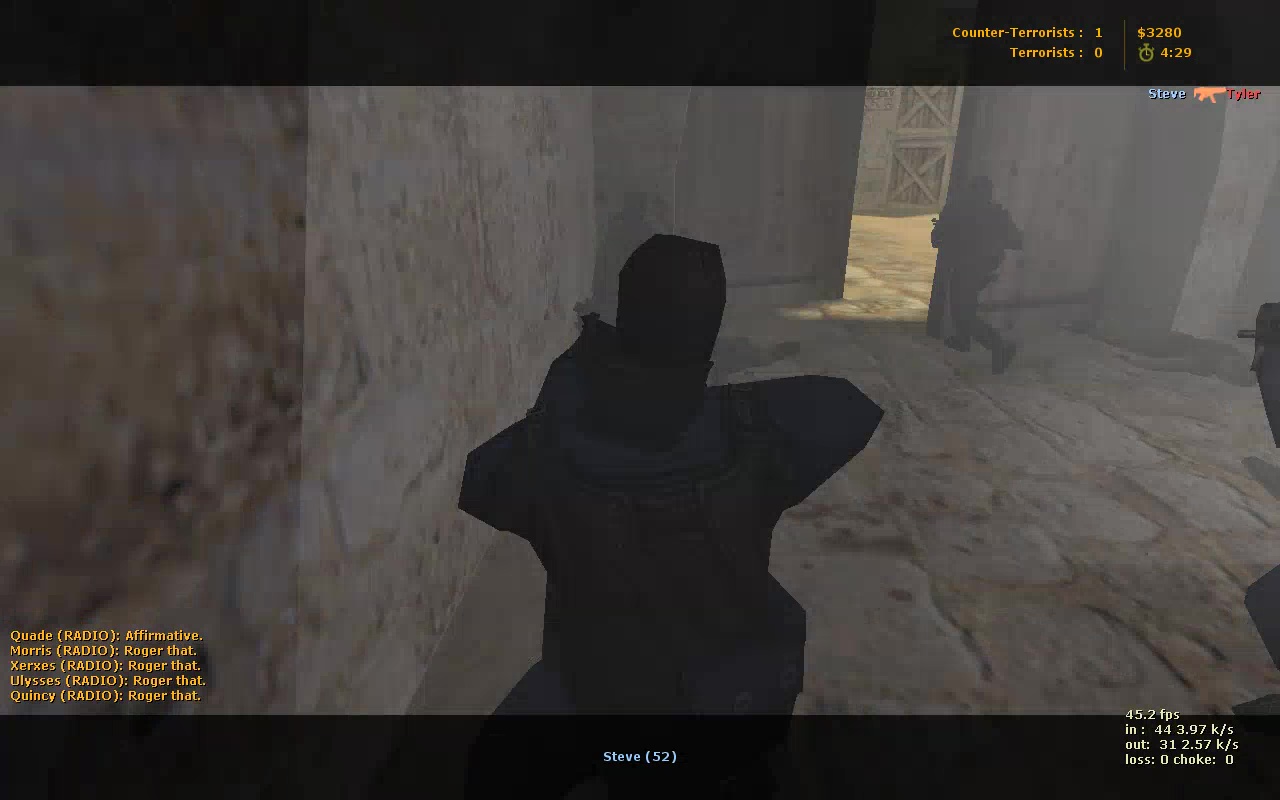 Counter-Terrorists : 1 $3280
Terrorists : 0 4:29
Steve Tyler
Quade (RADIO): Affirmative.
Morris (RADIO): Roger that.
Xerxes (RADIO): Roger that.
Ulysses (RADIO): Roger that.
Quincy (RADIO): Roger that.
45.2 fps
in : 44 3.97 k/s
out: 31 2.57 k/s
loss: 0 choke: 0
Steve (52)